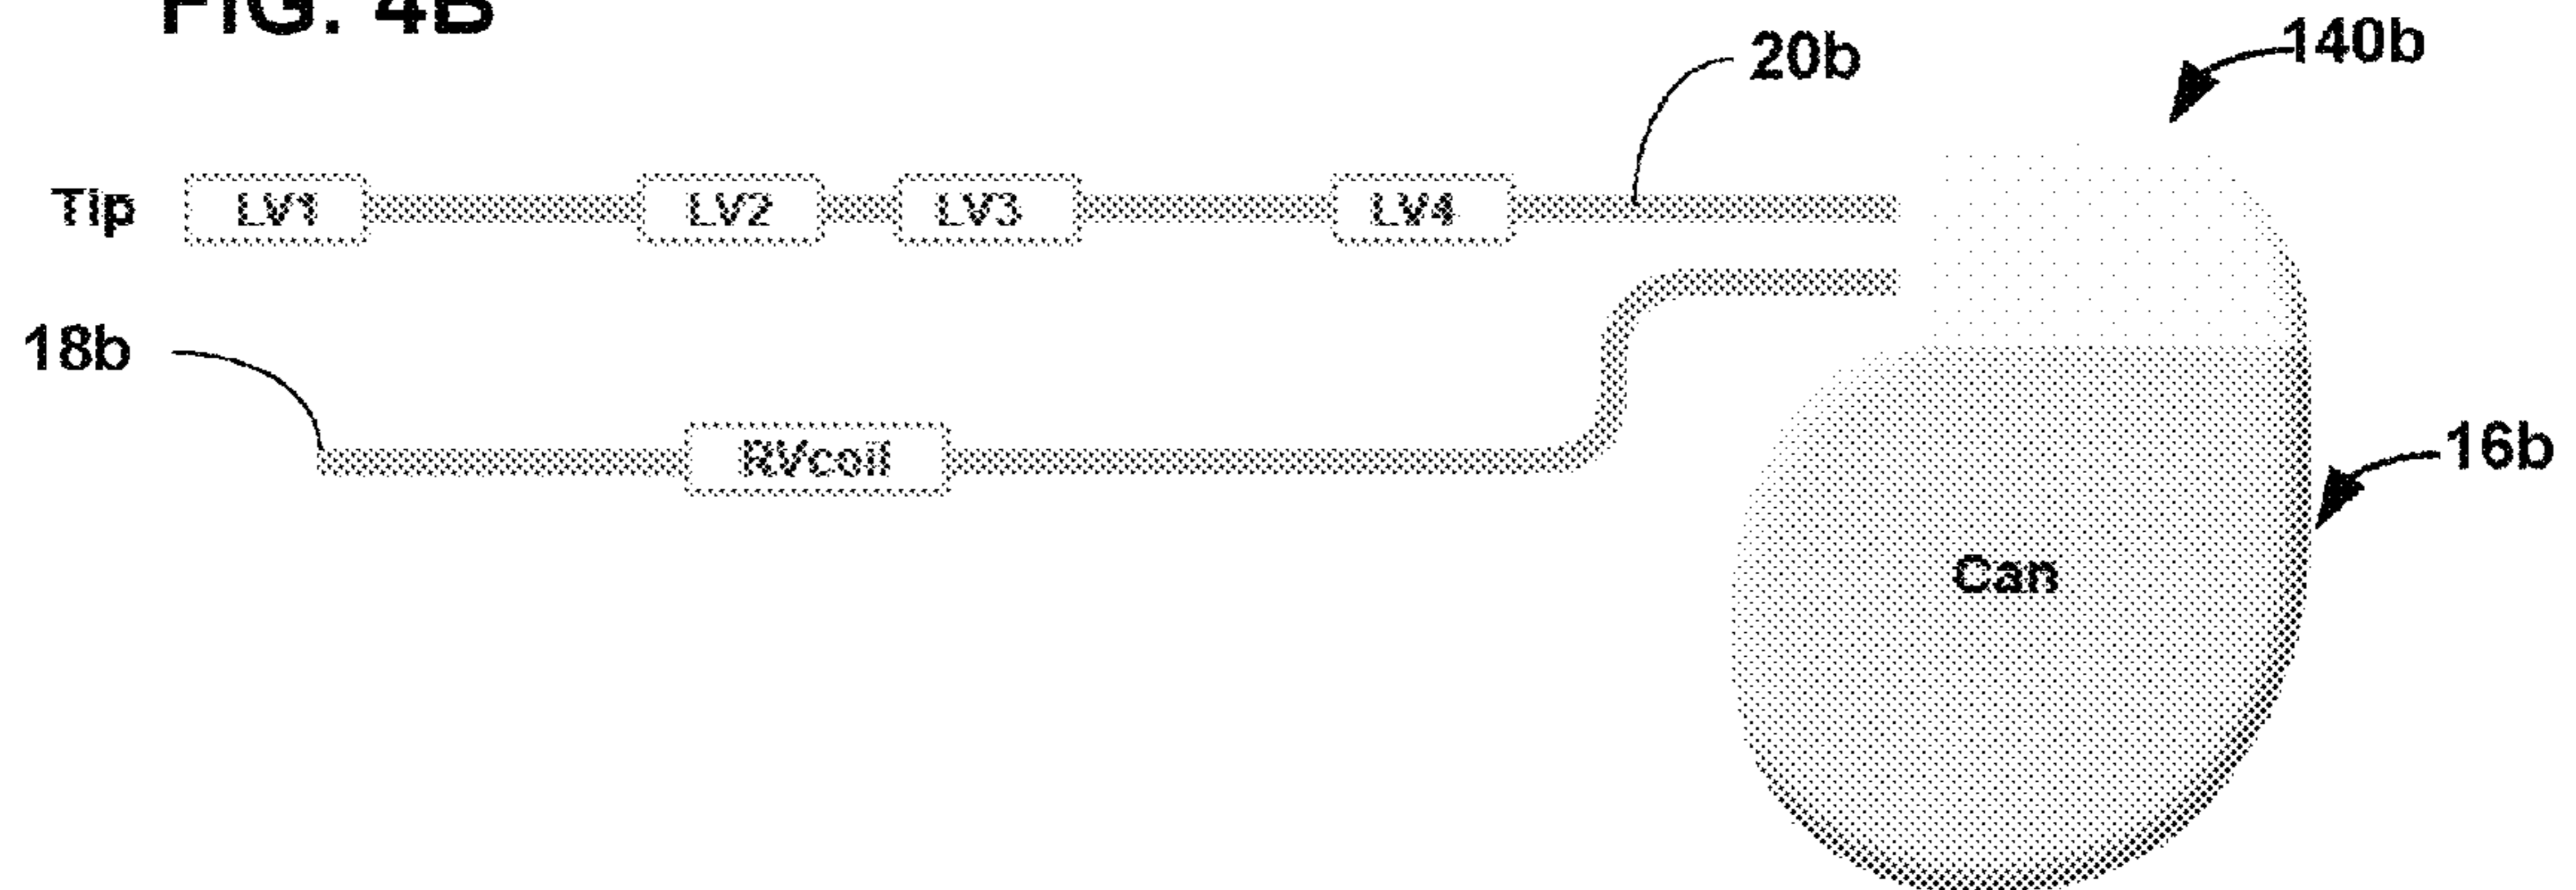 FIG. 4B
20b
140b
Tip LV1 LV2 LV3 LV4
18b
RVcoil
16b
Can